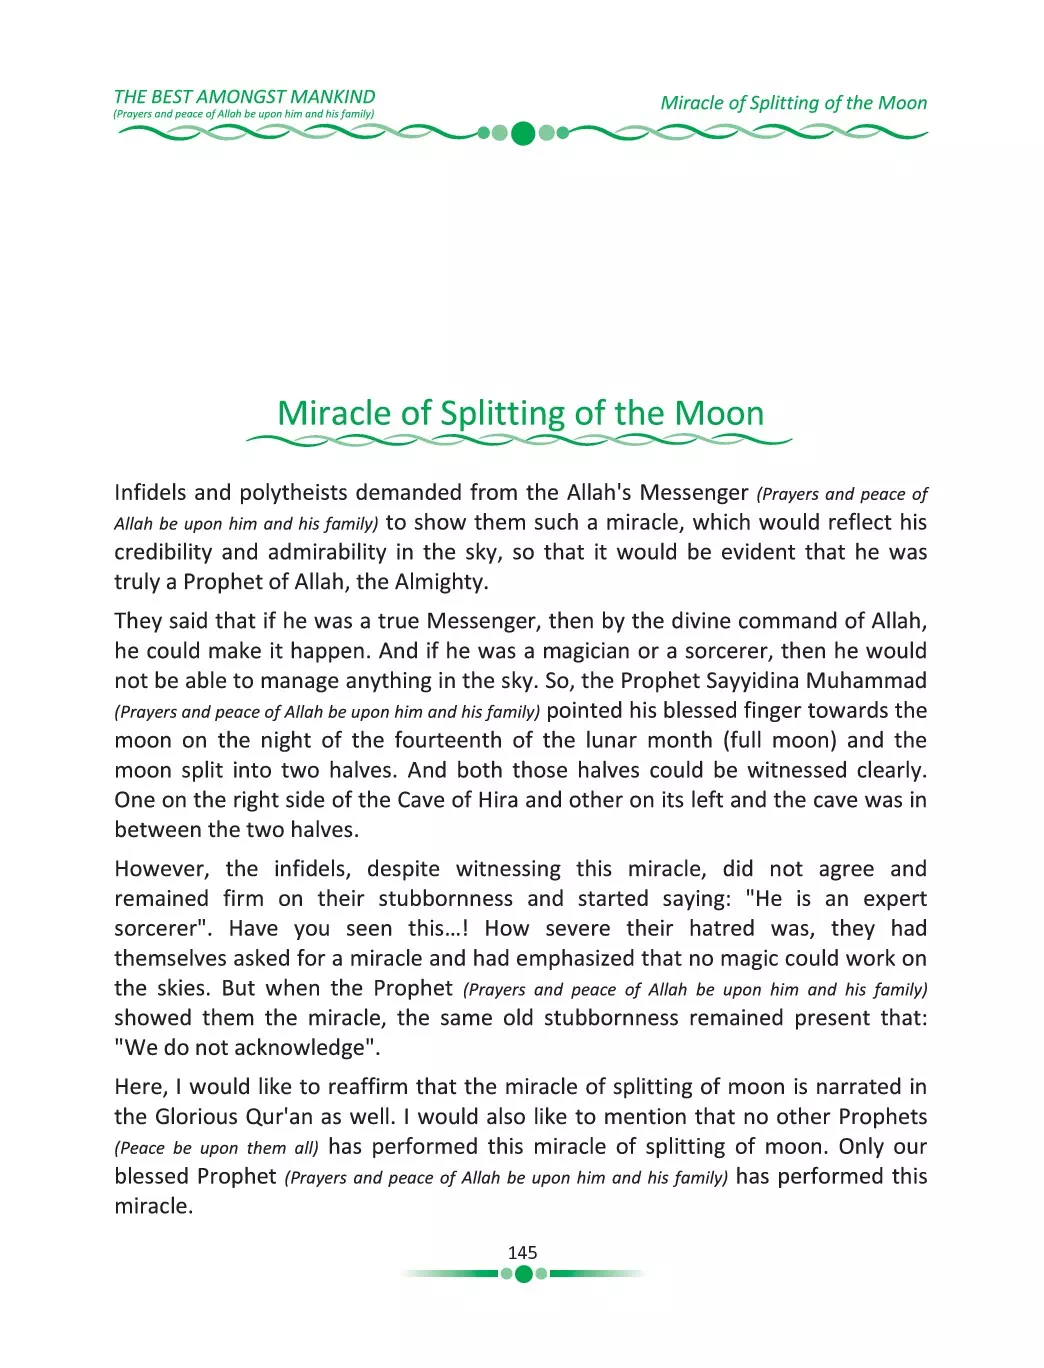 THE BEST AMONGST MANKIND
(Prayers and peace of Allah be upon him and his family)
Miracle of Splitting of the Moon
Miracle of Splitting of the Moon
Infidels and polytheists demanded from the Allah's Messenger (Prayers and peace of
Allah be upon him and his family) to show them such a miracle, which would reflect his
credibility and admirability in the sky, so that it would be evident that he was
truly a Prophet of Allah, the Almighty.
They said that if he was a true Messenger, then by the divine command of Allah,
he could make it happen. And if he was a magician or a sorcerer, then he would
not be able to manage anything in the sky. So, the Prophet Sayyidina Muhammad
(Prayers and peace of Allah be upon him and his family) pointed his blessed finger towards the
moon on the night of the fourteenth of the lunar month (full moon) and the
moon split into two halves. And both those halves could be witnessed clearly.
One on the right side of the Cave of Hira and other on its left and the cave was in
between the two halves.
However, the infidels, despite witnessing this miracle, did not agree and
remained firm on their stubbornness and started saying: "He is an expert
sorcerer". Have you seen this…! How severe their hatred was, they had
themselves asked for a miracle and had emphasized that no magic could work on
the skies. But when the Prophet (Prayers and peace of Allah be upon him and his family)
showed them the miracle, the same old stubbornness remained present that:
"We do not acknowledge".
Here, I would like to reaffirm that the miracle of splitting of moon is narrated in
the Glorious Qur'an as well. I would also like to mention that no other Prophets
(Peace be upon them all) has performed this miracle of splitting of moon. Only our
blessed Prophet (Prayers and peace of Allah be upon him and his family) has performed this
miracle.
145